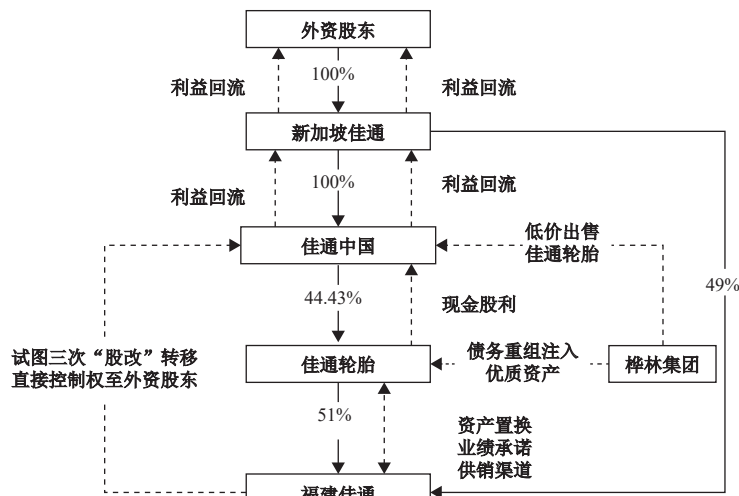 外资股东
100%
利益回流
利益回流
新加坡佳通
100%
利益回流
利益回流
佳通中国
低价出售
佳通轮胎
44.43%
现金股利
49%
试图三次“股改”转移
直接控制权至外资股东
佳通轮胎
债务重组注入
优质资产
桦林集团
51%
资产置换
业绩承诺
供销渠道
福建佳通